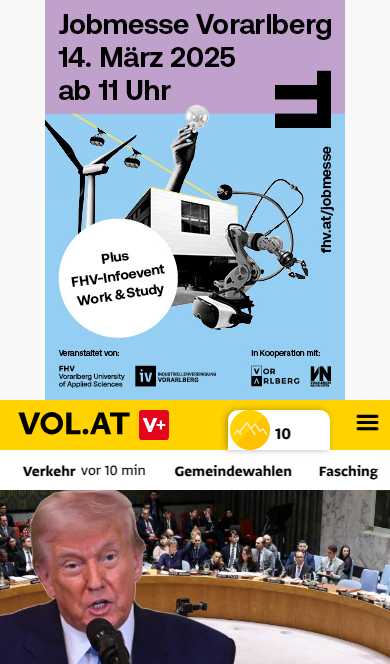 Jobmesse Vorarlberg
14. März 2025
ab 11 Uhr
fhv.at/jobmesse
Plus
FHV-Infoevent
Work & Study
Veranstaltet von:
FHV
Vorarlberg University
of Applied Sciences
iV INDUSTRIELLENVEREINIGUNG
VORARLBERG
In Kooperation mit:
VOR
ARLBERG
VOL.AT V+
10
Verkehr vor 10 min Gemeindewahlen Fasching